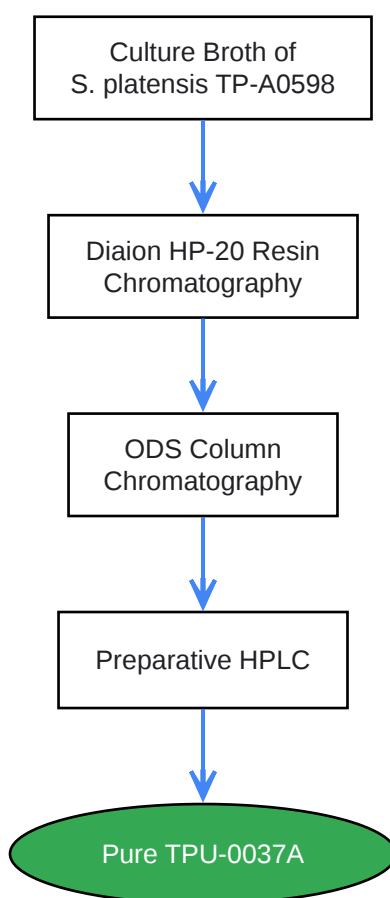 Culture Broth of
S. platensis TP-A0598
Diaion HP-20 Resin
Chromatography
ODS Column
Chromatography
Preparative HPLC
Pure TPU-0037A